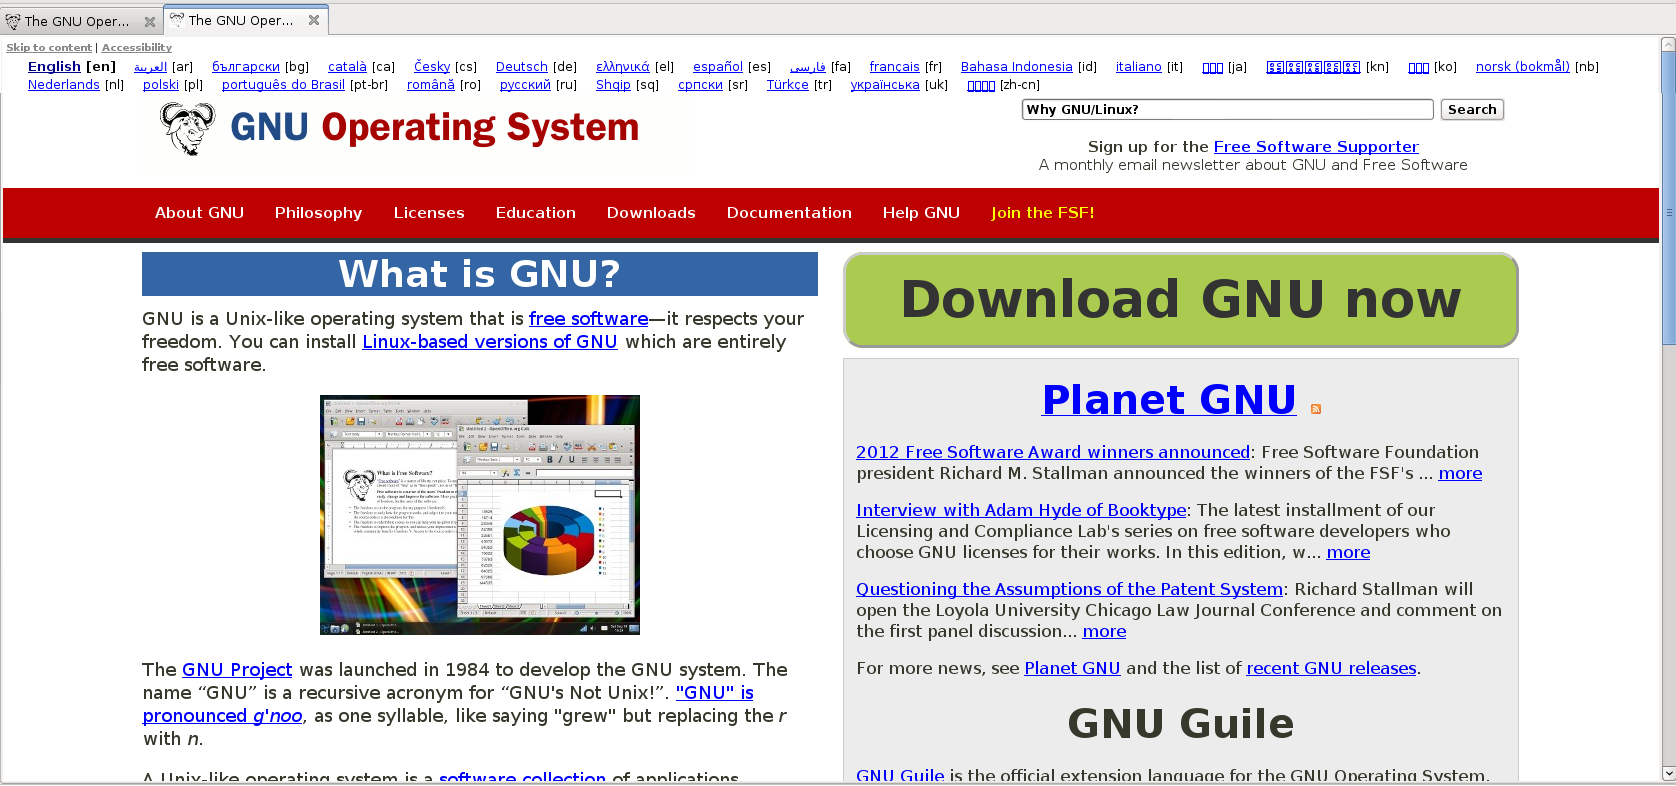 The GNU Oper...
The GNU Oper...
Skip to content | Accessibility
English [en] العربية [ar] български [bg] català [ca] Česky [cs] Deutsch [de] ελληνικά [el] español [es] فارسی [fa] français [fr] Bahasa Indonesia [id] italiano [it] [ja] [kn] [ko] norsk (bokmål) [nb]
Nederlands [nl] polski [pl] português do Brasil [pt-br] română [ro] русский [ru] Shqip [sq] српски [sr] Türkçe [tr] українська [uk] [zh-cn]
GNU Operating System
Why GNU/Linux? Search
Sign up for the Free Software Supporter
A monthly email newsletter about GNU and Free Software
About GNU Philosophy Licenses Education Downloads Documentation Help GNU Join the FSF!
What is GNU?
GNU is a Unix-like operating system that is free software—it respects your
freedom. You can install Linux-based versions of GNU which are entirely
free software.
What is Free Software?
The GNU Project was launched in 1984 to develop the GNU system. The
name “GNU” is a recursive acronym for “GNU's Not Unix!”. "GNU" is
pronounced g'noo, as one syllable, like saying "grew" but replacing the r
with n.
A Unix-like operating system is a software collection of applications,
Download GNU now
Planet GNU
2012 Free Software Award winners announced: Free Software Foundation
president Richard M. Stallman announced the winners of the FSF's ... more
Interview with Adam Hyde of Booktype: The latest installment of our
Licensing and Compliance Lab's series on free software developers who
choose GNU licenses for their works. In this edition, w... more
Questioning the Assumptions of the Patent System: Richard Stallman will
open the Loyola University Chicago Law Journal Conference and comment on
the first panel discussion... more
For more news, see Planet GNU and the list of recent GNU releases.
GNU Guile
GNU Guile is the official extension language for the GNU Operating System.